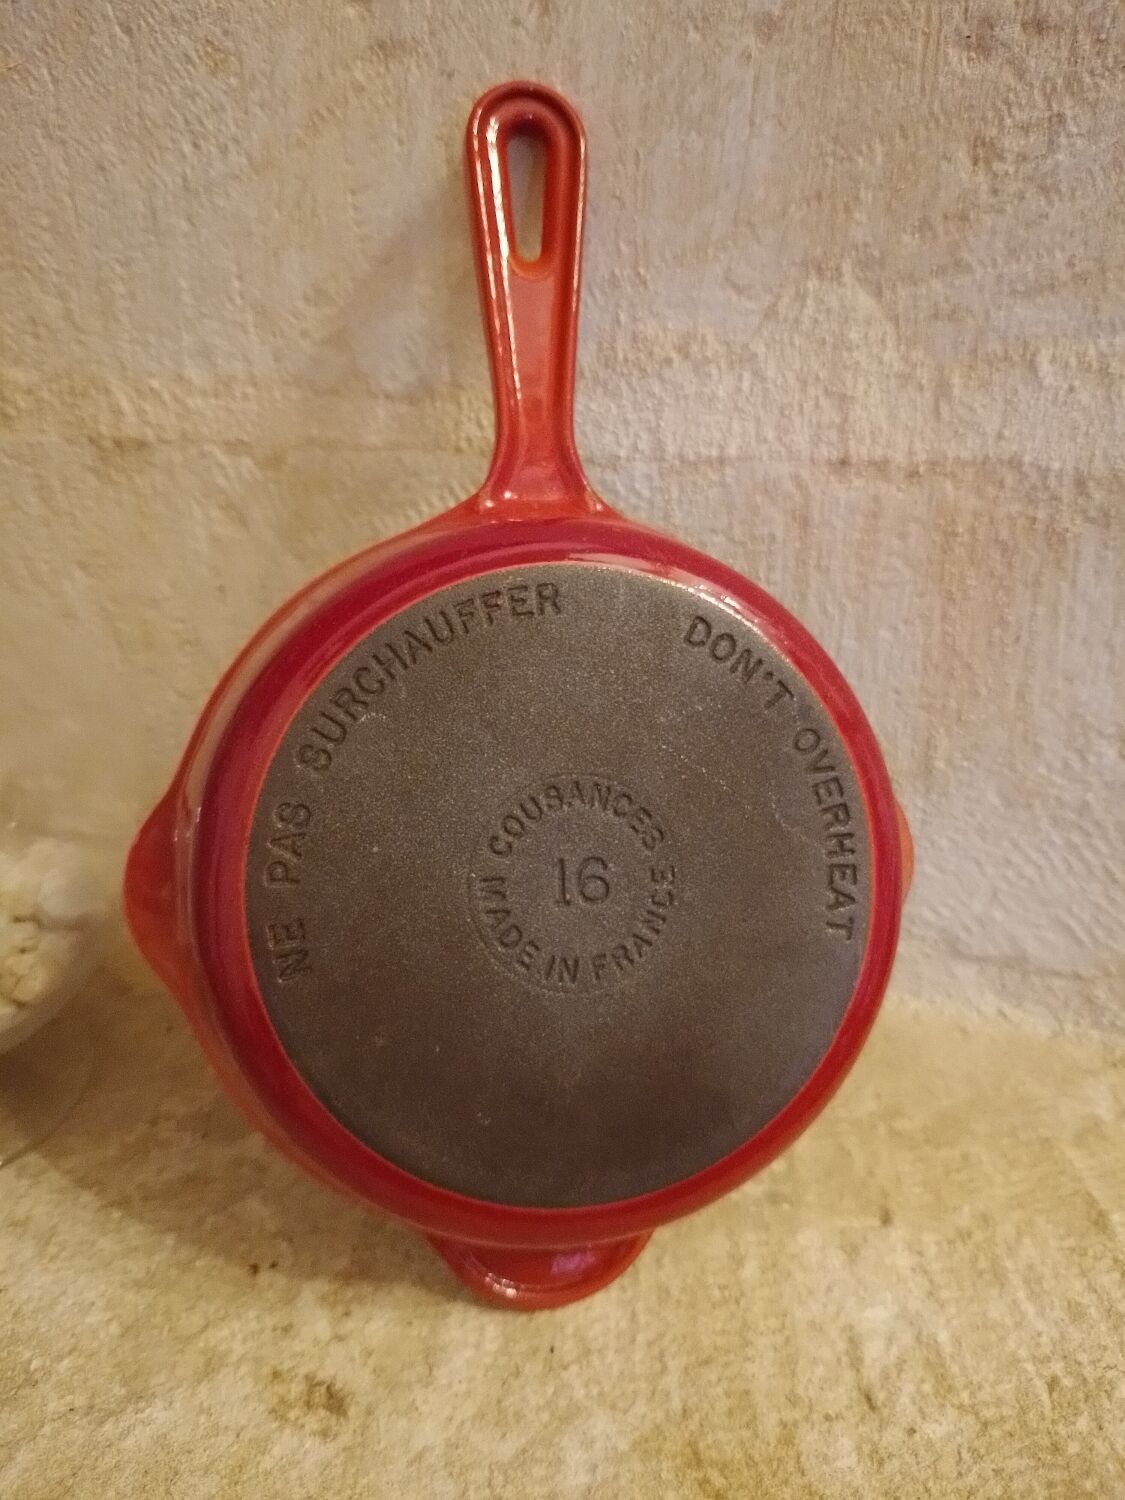 NE PAS SURCHAUFFER
DON'T OVERHEAT
COUSANCES
16
MADE IN FRANCE